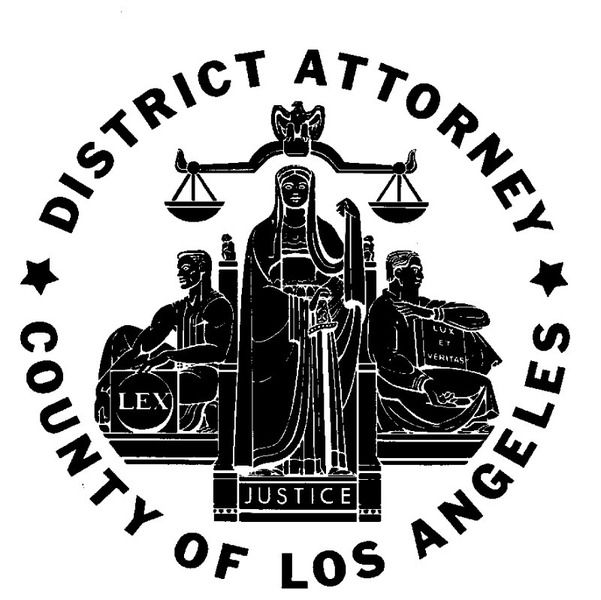 DISTRICT ATTORNEY
LUX
ET
VERITAS
LEX
JUSTICE
COUNTY OF LOS ANGELES